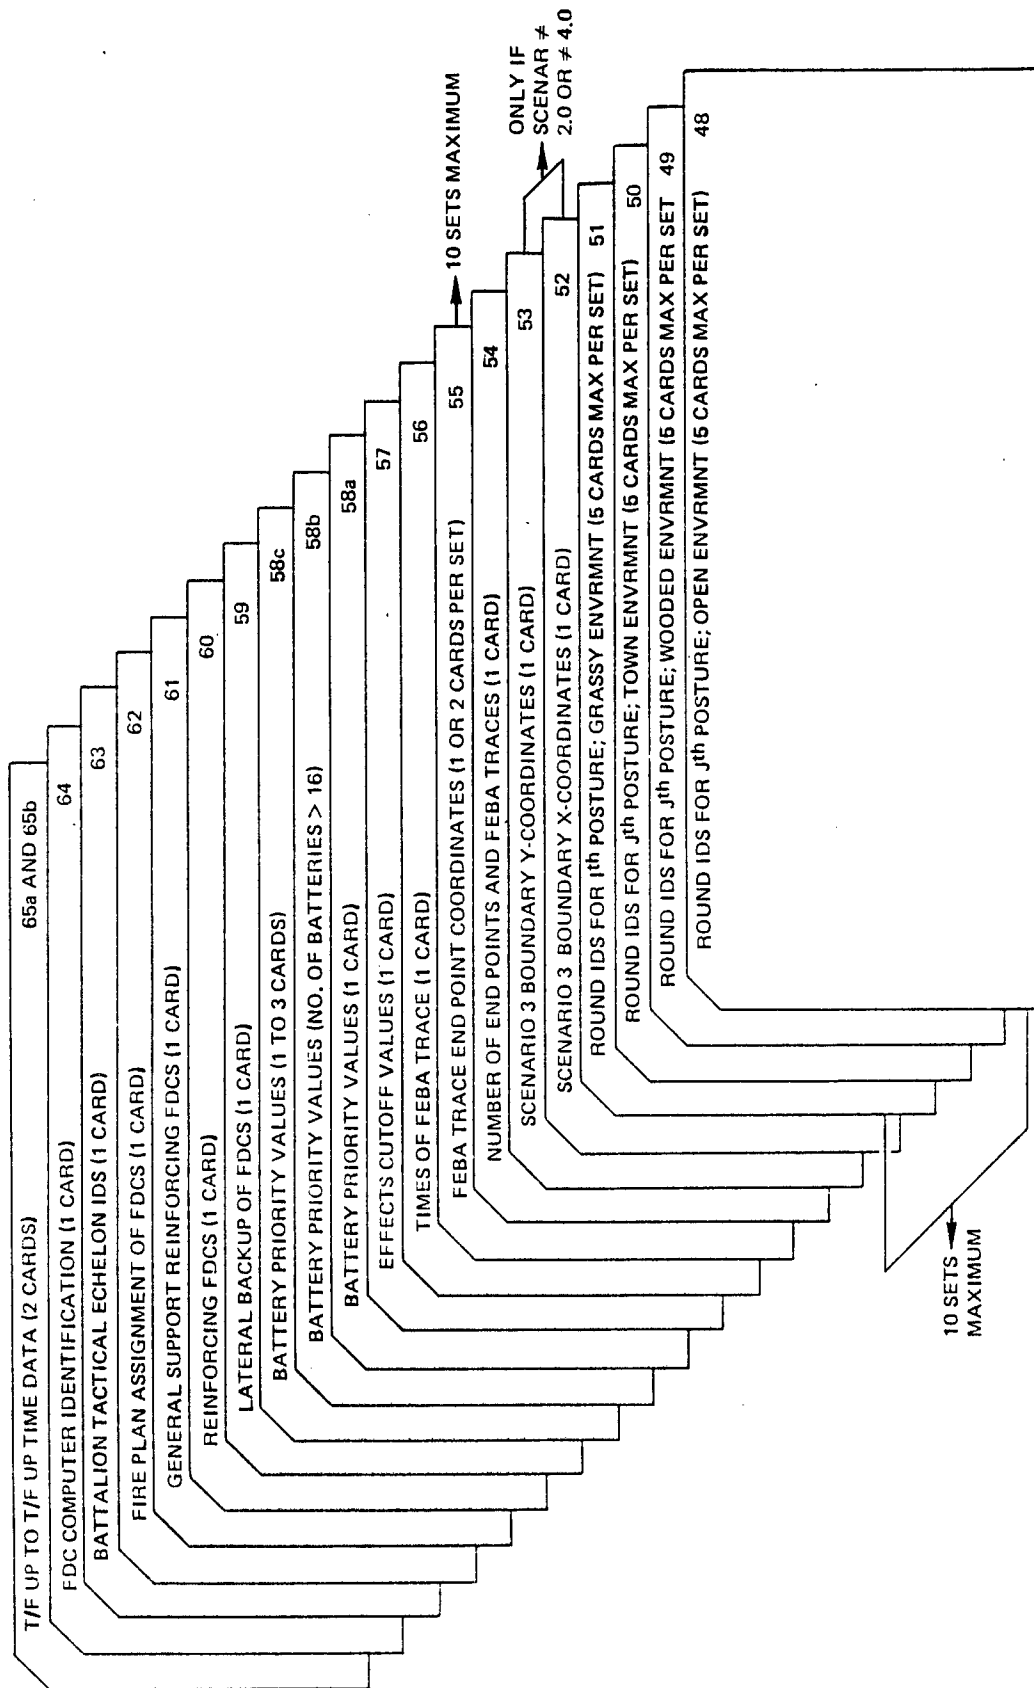 T/F UP TO T/F UP TIME DATA (2 CARDS) 65a AND 65b
FDC COMPUTER IDENTIFICATION (1 CARD) 64
BATTALION TACTICAL ECHELON IDS (1 CARD) 63
FIRE PLAN ASSIGNMENT OF FDCS (1 CARD) 62
GENERAL SUPPORT REINFORCING FDCS (1 CARD) 61
REINFORCING FDCS (1 CARD) 60
LATERAL BACKUP OF FDCS (1 CARD) 59
BATTERY PRIORITY VALUES (1 TO 3 CARDS) 58c
BATTERY PRIORITY VALUES (NO. OF BATTERIES > 16) 58b
BATTERY PRIORITY VALUES (1 CARD) 58a
EFFECTS CUTOFF VALUES (1 CARD) 57
TIMES OF FEBA TRACE (1 CARD) 56
FEBA TRACE END POINT COORDINATES (1 OR 2 CARDS PER SET) 55
10 SETS MAXIMUM
NUMBER OF END POINTS AND FEBA TRACES (1 CARD) 54
SCENARIO 3 BOUNDARY Y-COORDINATES (1 CARD) 53
ONLY IF
SCENAR ≠
2.0 OR ≠ 4.0
SCENARIO 3 BOUNDARY X-COORDINATES (1 CARD) 52
ROUND IDS FOR Ith POSTURE; GRASSY ENVRMNT (5 CARDS MAX PER SET) 51
ROUND IDS FOR Jth POSTURE; TOWN ENVRMNT (5 CARDS MAX PER SET) 50
ROUND IDS FOR Jth POSTURE; WOODED ENVRMNT (5 CARDS MAX PER SET 49
ROUND IDS FOR Jth POSTURE; OPEN ENVRMNT (5 CARDS MAX PER SET) 48
10 SETS
MAXIMUM